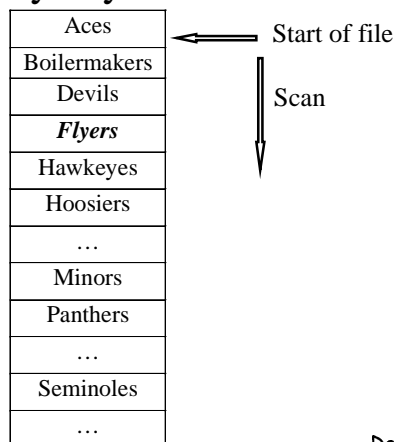 Aces
Start of file
Boilermakers
Devils
Scan
Flyers
Hawkeyes
Hoosiers
…
Minors
Panthers
…
Seminoles
…